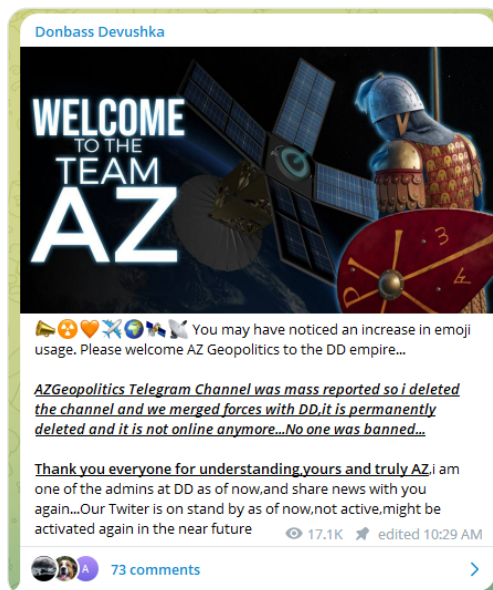 Donbass Devushka
WELCOME
TO THE
TEAM
AZ
3
You may have noticed an increase in emoji
usage. Please welcome AZ Geopolitics to the DD empire...
AZGeopolitics Telegram Channel was mass reported so i deleted
the channel and we merged forces with DD,it is permanently
deleted and it is not online anymore...No one was banned...
Thank you everyone for understanding,yours and truly AZ,i am
one of the admins at DD as of now,and share news with you
again...Our Twiter is on stand by as of now,not active,might be
activated again in the near future
17.1K edited 10:29 AM
A
73 comments